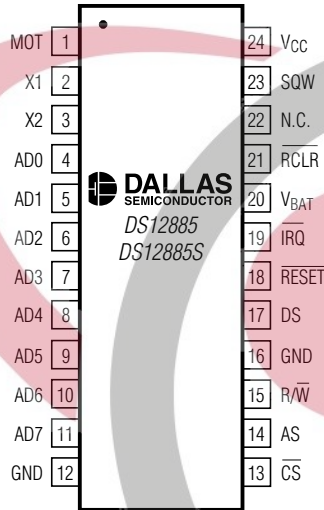 MOT 1
X1 2
X2 3
AD0 4
AD1 5
AD2 6
AD3 7
AD4 8
AD5 9
AD6 10
AD7 11
GND 12
DALLAS
SEMICONDUCTOR
DS12885
DS12885S
24 VCC
23 SQW
22 N.C.
21 RCLR
20 VBAT
19 IRQ
18 RESET
17 DS
16 GND
15 R/W
14 AS
13 CS